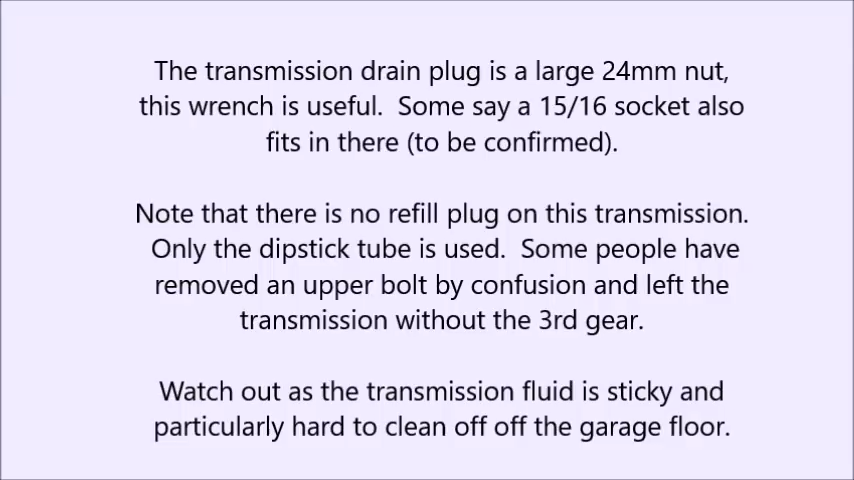 The transmission drain plug is a large 24mm nut,
this wrench is useful.  Some say a 15/16 socket also
fits in there (to be confirmed).
Note that there is no refill plug on this transmission.
Only the dipstick tube is used.  Some people have
removed an upper bolt by confusion and left the
transmission without the 3rd gear.
Watch out as the transmission fluid is sticky and
particularly hard to clean off off the garage floor.